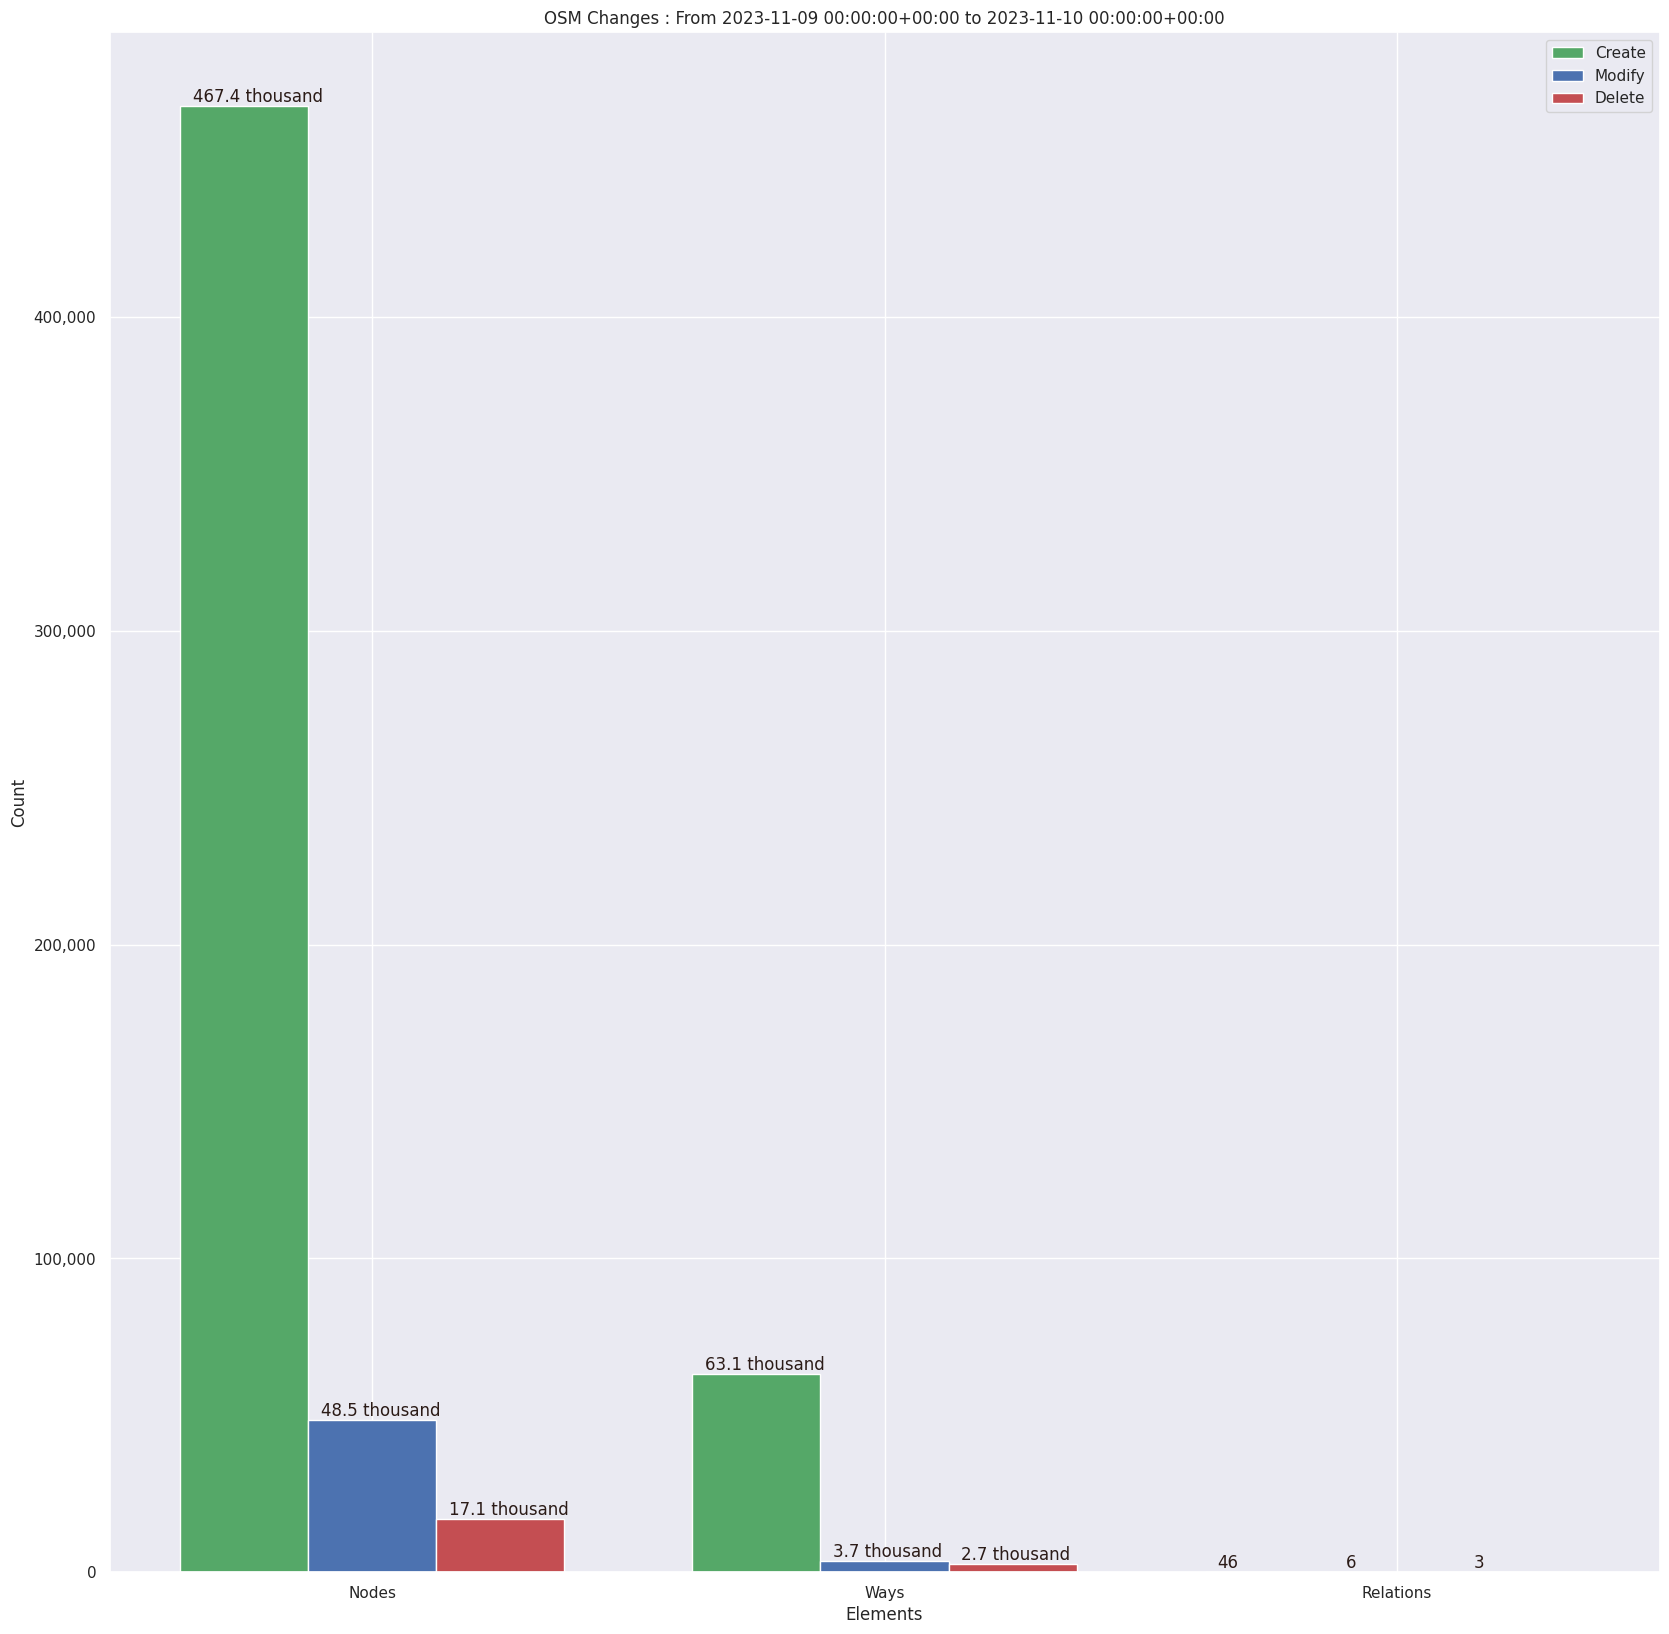 OSM Changes : From 2023-11-09 00:00:00+00:00 to 2023-11-10 00:00:00+00:00
Create
Modify
Delete
467.4 thousand
400,000
300,000
Count
200,000
100,000
63.1 thousand
48.5 thousand
17.1 thousand
3.7 thousand
2.7 thousand
46
6
3
0
Nodes
Ways
Relations
Elements